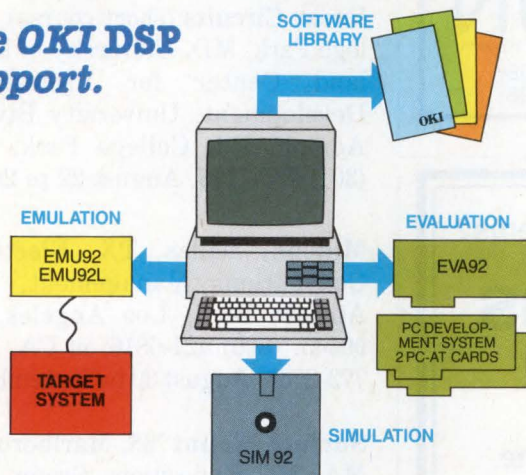 e OKI DSP
pport.
SOFTWARE
LIBRARY
OKI
EMULATION
EMU92
EMU92L
TARGET
SYSTEM
EVALUATION
EVA92
PC DEVELOP-
MENT SYSTEM
2 PC-AT CARDS
SIM 92
SIMULATION